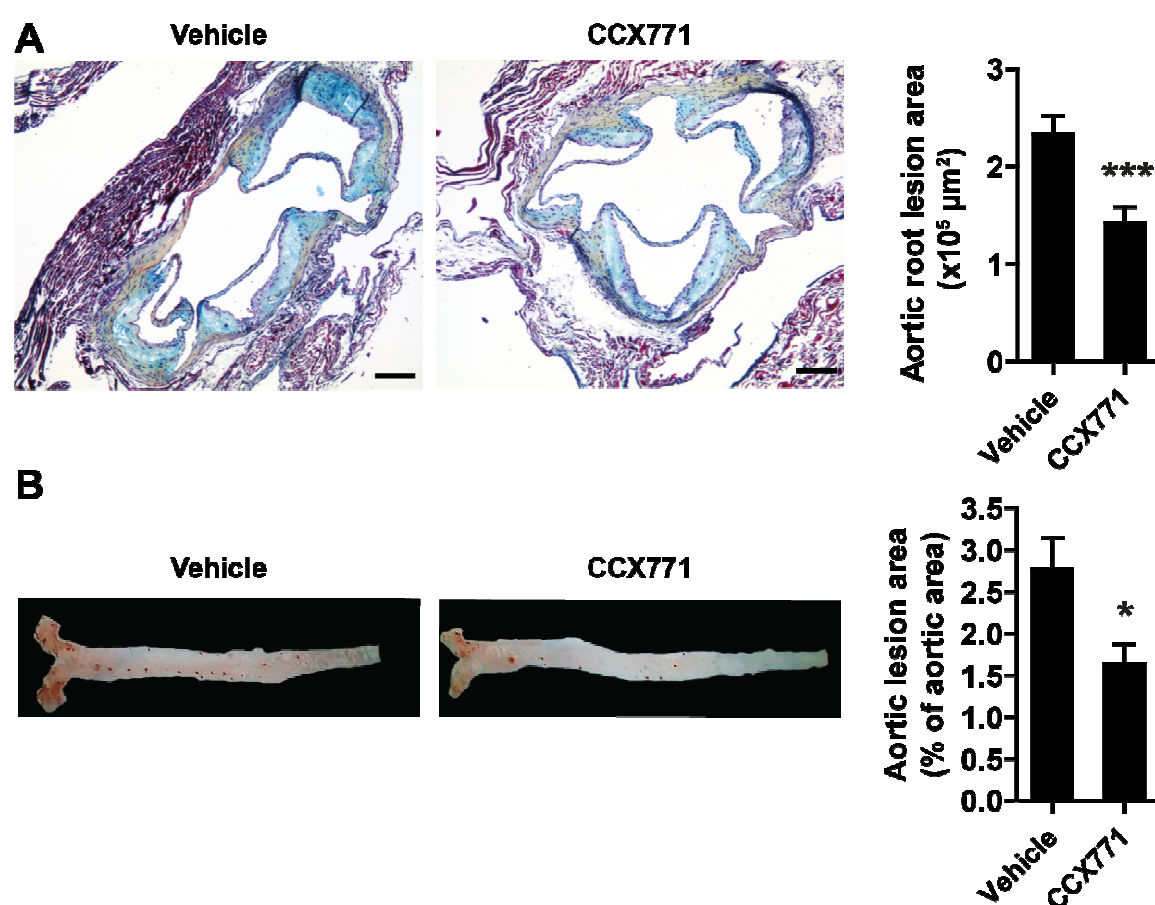 A
Vehicle
CCX771
Aortic root lesion area
(x10⁵ μm²)
3
2
1
0
***
Vehicle
CCX771
B
Vehicle
CCX771
Aortic lesion area
(% of aortic area)
3.5
3.0
2.5
2.0
1.5
1.0
0.5
0.0
*
Vehicle
CCX771